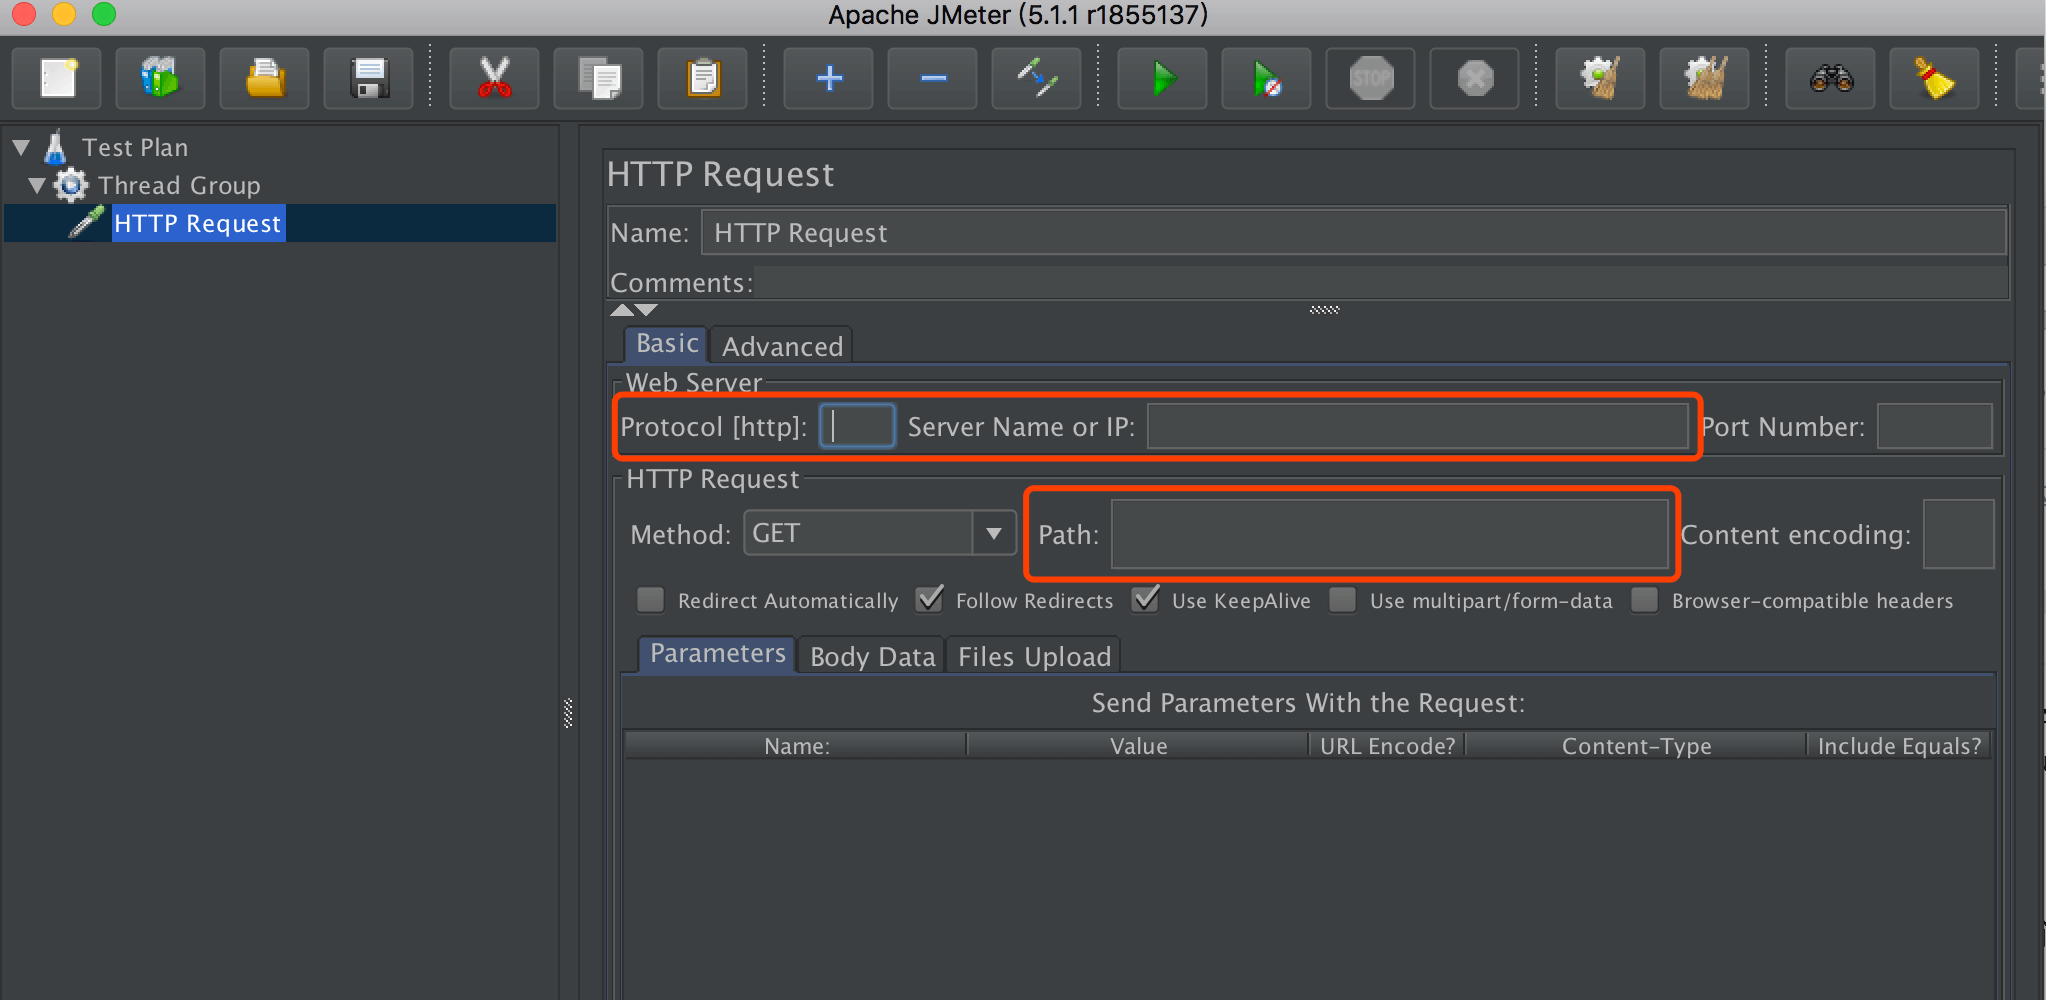 Apache JMeter (5.1.1 r1855137)
STOP
Test Plan
Thread Group
HTTP Request
HTTP Request
Name: HTTP Request
Comments:
Basic Advanced
Web Server
Protocol [http]: Server Name or IP: Port Number:
HTTP Request
Method: GET Path: Content encoding:
Redirect Automatically Follow Redirects Use KeepAlive Use multipart/form-data Browser-compatible headers
Parameters Body Data Files Upload
Send Parameters With the Request:
Name: Value URL Encode? Content-Type Include Equals?